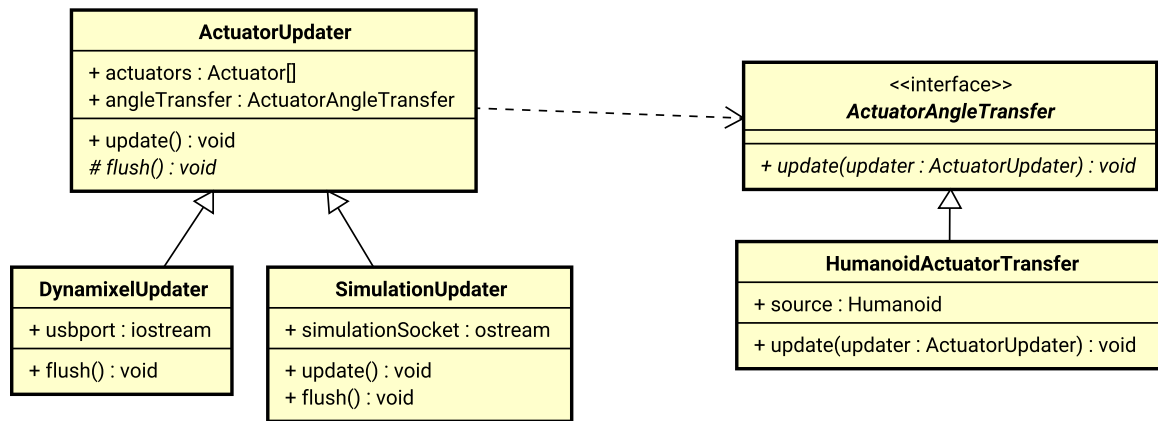 ActuatorUpdater
+ actuators : Actuator[]
+ angleTransfer : ActuatorAngleTransfer
+ update() : void
# flush() : void
<<interface>>
ActuatorAngleTransfer
+ update(updater : ActuatorUpdater) : void
DynamixelUpdater
+ usbport : iostream
+ flush() : void
SimulationUpdater
+ simulationSocket : ostream
+ update() : void
+ flush() : void
HumanoidActuatorTransfer
+ source : Humanoid
+ update(updater : ActuatorUpdater) : void